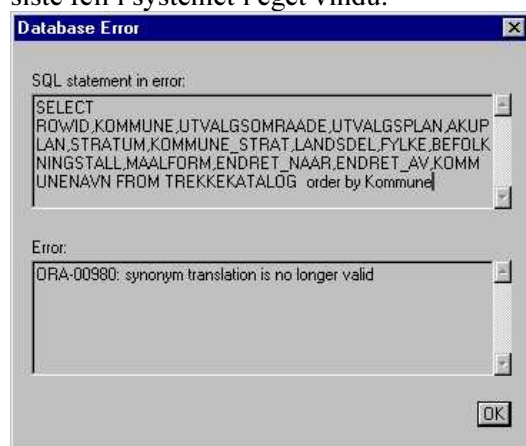 siste feil i systemet i eget vindu.
Database Error
SQL statement in error:
SELECT
ROWID,KOMMUNE,UTVALGSOMRAADE,UTVALGSPLAN,AKUP
LAN,STRATUM,KOMMUNE_STRAT,LANDSDEL,FYLKE,BEFOLK
NINGSTALL,MAALFORM,ENDRET_NAAR,ENDRET_AV,KOMM
UNENAVN FROM TREKKEKATALOG order by Kommune
Error:
ORA-00980: synonym translation is no longer valid
OK